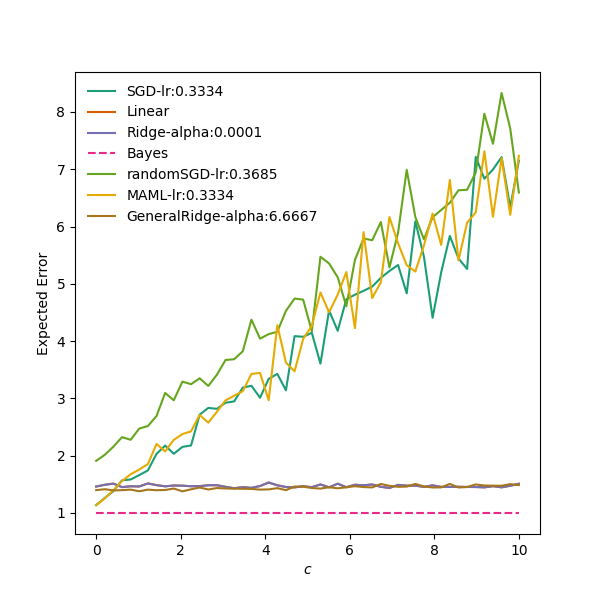 SGD-lr:0.3334
Linear
Ridge-alpha:0.0001
Bayes
randomSGD-lr:0.3685
MAML-lr:0.3334
GeneralRidge-alpha:6.6667
Expected Error
8
7
6
5
4
3
2
1
0 2 4 6 8 10
c